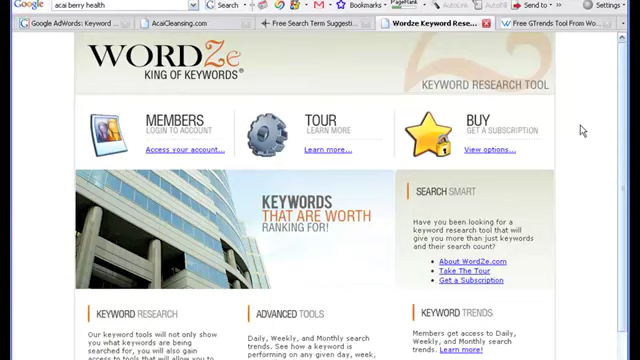 Google acai berry health Search PageRank Bookmarks AutoLink AutoFill Send to Settings
Google AdWords: Keyword AcaiCleansing.com Free Search Term Suggesti... Wordze Keyword Rese... Free GTrends Tool From Wo...
WORDZe
KING OF KEYWORDS®
KEYWORD RESEARCH TOOL
MEMBERS
LOGIN TO ACCOUNT
Access your account...
TOUR
LEARN MORE
Learn more...
BUY
GET A SUBSCRIPTION
View options...
KEYWORDS
THAT ARE WORTH
RANKING FOR!
SEARCH SMART
Have you been looking for a
keyword research tool that will
give you more than just keywords
and their search count?
About WordZe.com
Take The Tour
Get a Subscription
KEYWORD RESEARCH
Our keyword tools will not only show
you what keywords are being
searched for, you will also gain
access to tools that will allow you to
ADVANCED TOOLS
Daily, Weekly, and Monthly search
trends. See how a keyword is
performing on any given day, week,
KEYWORD TRENDS
Members get access to Daily,
Weekly, and Monthly search
trends. Learn more!